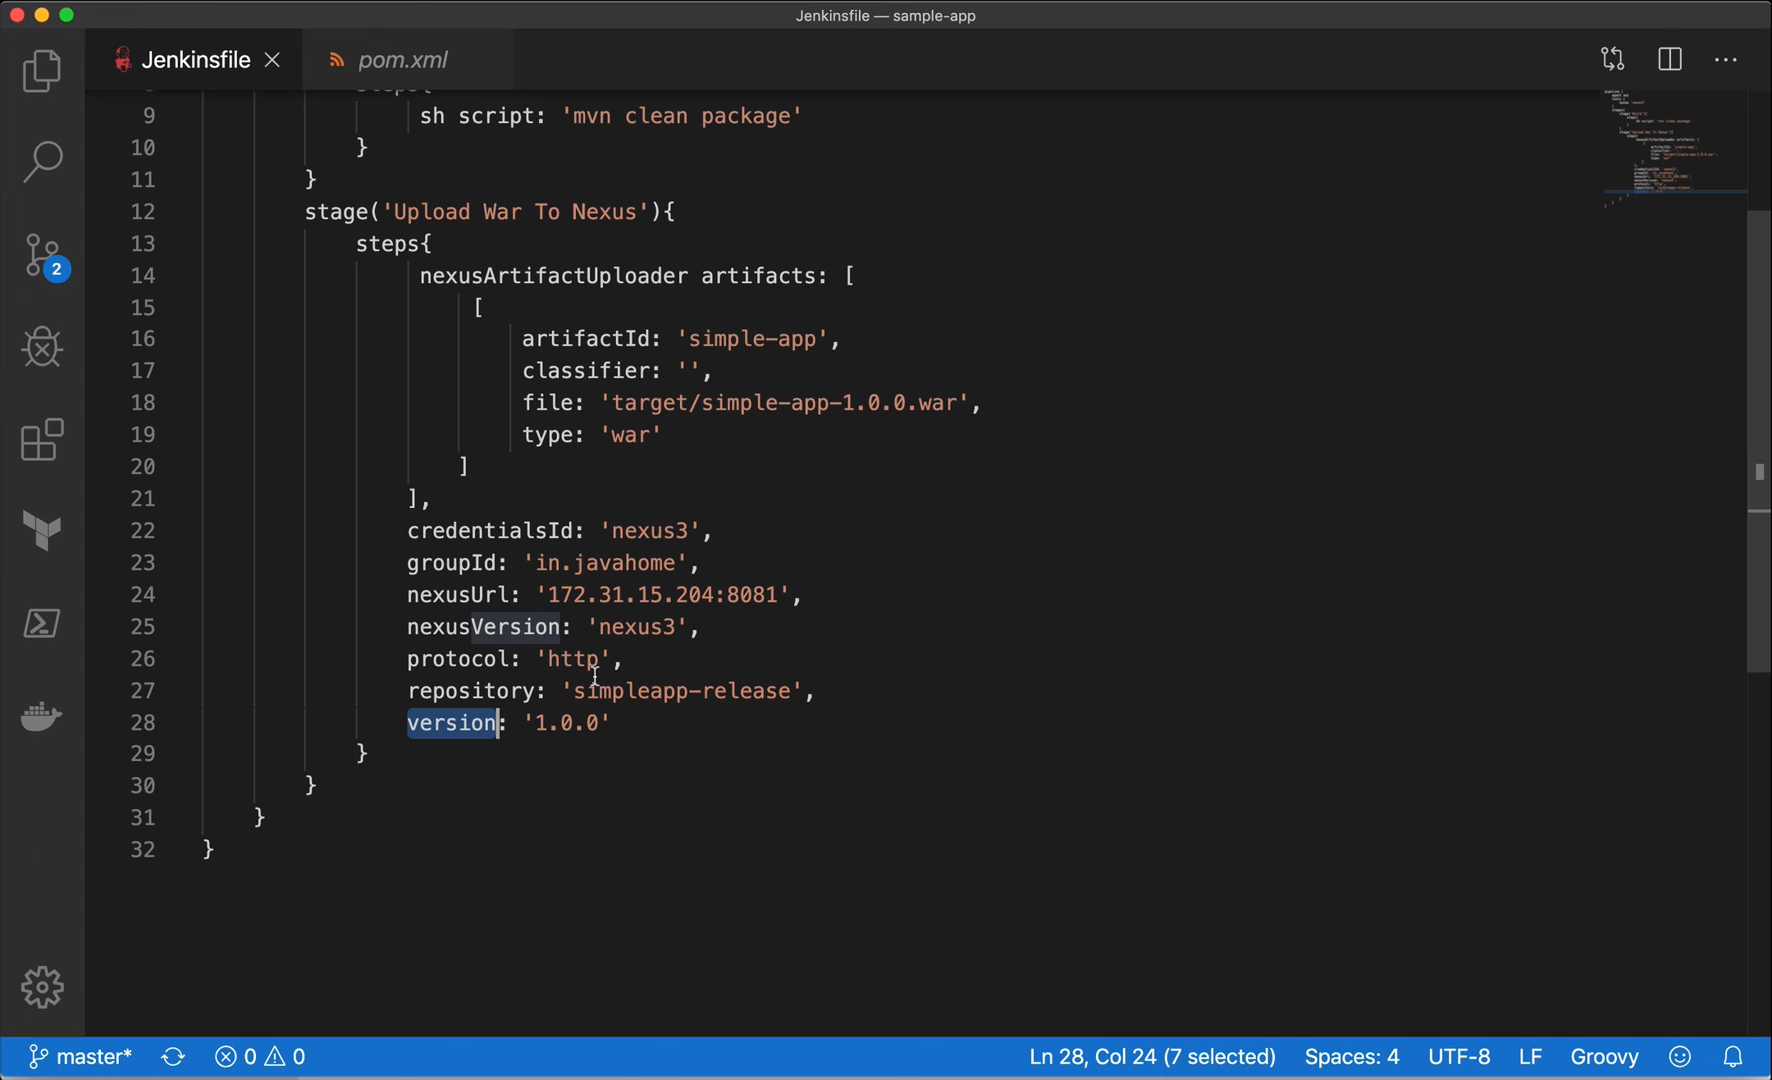 Jenkinsfile — sample-app
Jenkinsfile
pom.xml
steps{
9 sh script: 'mvn clean package'
10 }
11 }
12 stage('Upload War To Nexus'){
13 steps{
14 nexusArtifactUploader artifacts: [
15 [
16 artifactId: 'simple-app',
17 classifier: '',
18 file: 'target/simple-app-1.0.0.war',
19 type: 'war'
20 ]
21 ],
22 credentialsId: 'nexus3',
23 groupId: 'in.javahome',
24 nexusUrl: '172.31.15.204:8081',
25 nexusVersion: 'nexus3',
26 protocol: 'http',
27 repository: 'simpleapp-release',
28 version: '1.0.0'
29 }
30 }
31 }
32 }
2
master* 0 0 Ln 28, Col 24 (7 selected) Spaces: 4 UTF-8 LF Groovy